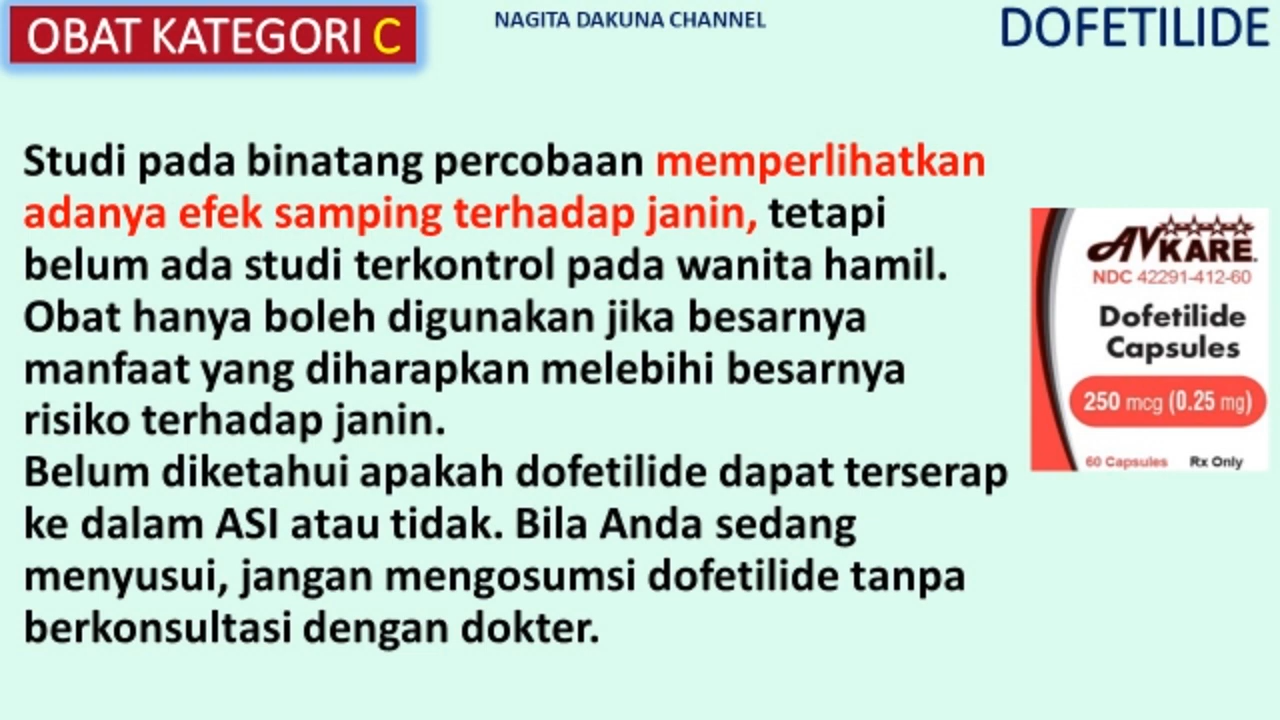 OBAT KATEGORI C
NAGITA DAKUNA CHANNEL
DOFETILIDE
Studi pada binatang percobaan memperlihatkan
adanya efek samping terhadap janin, tetapi
belum ada studi terkontrol pada wanita hamil.
Obat hanya boleh digunakan jika besarnya
manfaat yang diharapkan melebihi besarnya
risiko terhadap janin.
Belum diketahui apakah dofetilide dapat terserap
ke dalam ASI atau tidak. Bila Anda sedang
menyusui, jangan mengosumsi dofetilide tanpa
berkonsultasi dengan dokter.
AVKARE.
NDC 42291-412-60
Dofetilide
Capsules
250 mcg (0.25 mg)
60 Capsules Rx Only